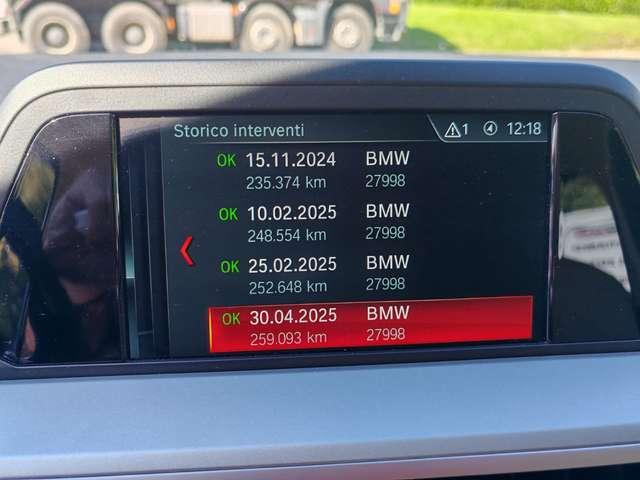 Storico interventi 1 12:18
OK 15.11.2024 BMW
235.374 km 27998
OK 10.02.2025 BMW
248.554 km 27998
OK 25.02.2025 BMW
252.648 km 27998
OK 30.04.2025 BMW
259.093 km 27998